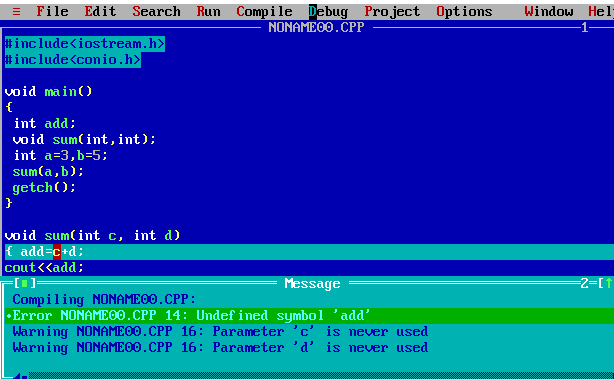 ≡ File Edit Search Run Compile Debug Project Options Window Hel
NONAME00.CPP 1
#include<iostream.h>
#include<conio.h>
void main()
{
int add;
void sum(int,int);
int a=3,b=5;
sum(a,b);
getch();
}
void sum(int c, int d)
{ add=c+d;
cout<<add;
[■] Message 2=[↑
Compiling NONAME00.CPP:
•Error NONAME00.CPP 14: Undefined symbol 'add'
Warning NONAME00.CPP 16: Parameter 'c' is never used
Warning NONAME00.CPP 16: Parameter 'd' is never used